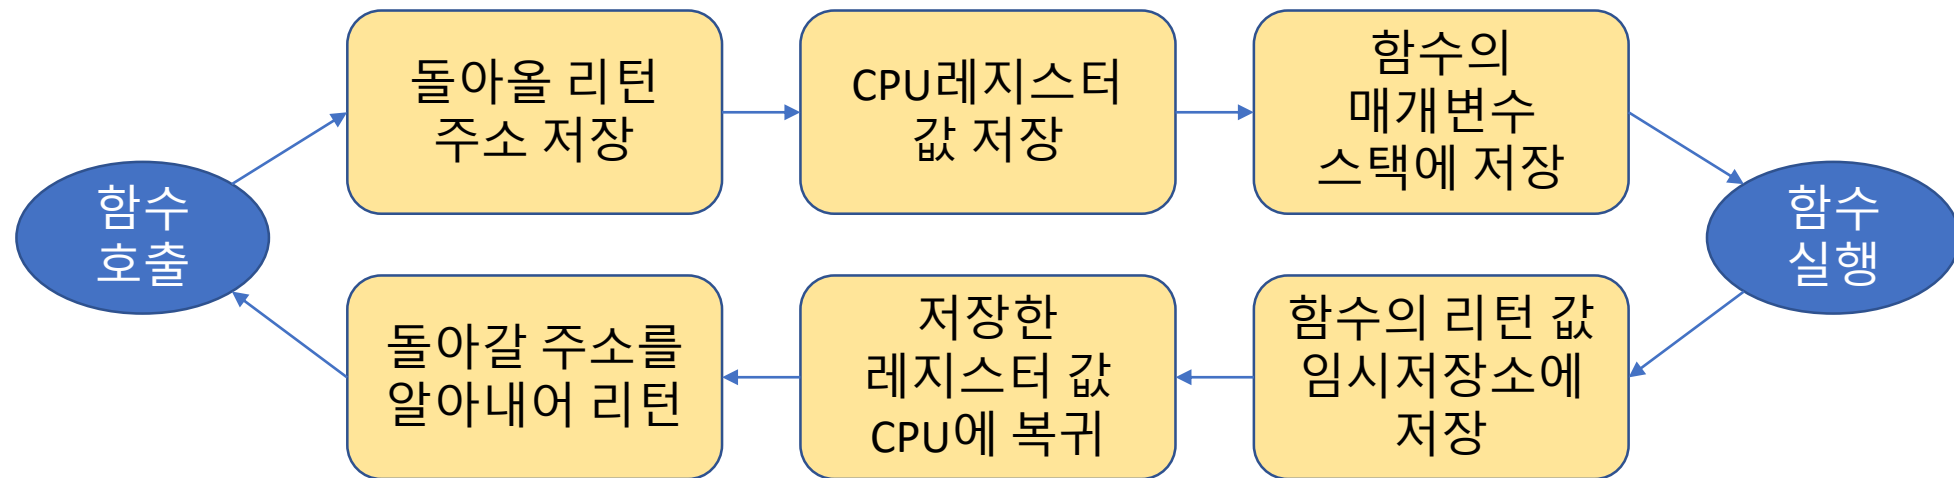 함수
호출
돌아올 리턴
주소 저장
CPU레지스터
값 저장
함수의
매개변수
스택에 저장
함수
실행
함수의 리턴 값
임시저장소에
저장
저장한
레지스터 값
CPU에 복귀
돌아갈 주소를
알아내어 리턴